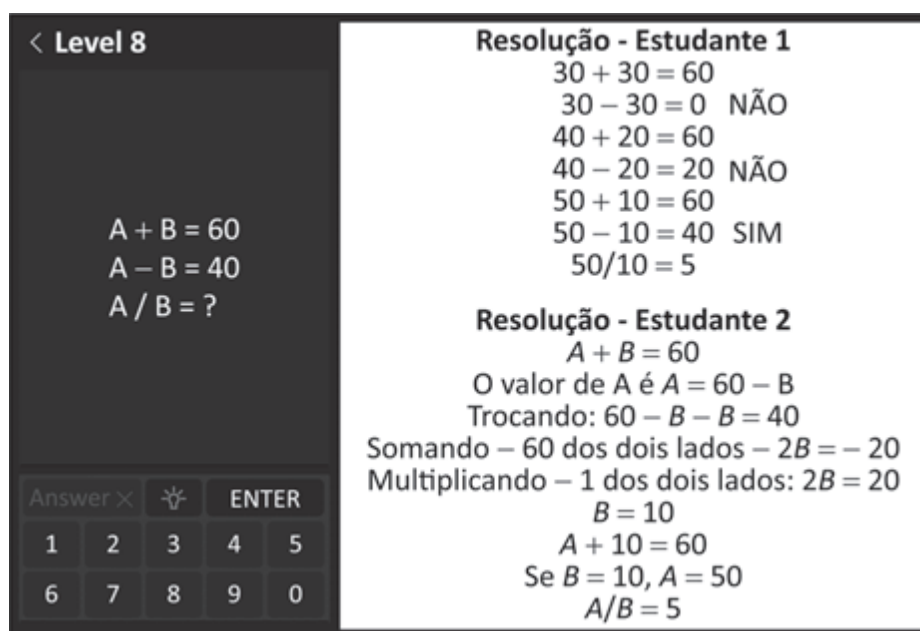 < Level 8
A + B = 60
A – B = 40
A / B = ?
Answer ×
ENTER
1 2 3 4 5
6 7 8 9 0
Resolução - Estudante 1
30 + 30 = 60
30 – 30 = 0 NÃO
40 + 20 = 60
40 – 20 = 20 NÃO
50 + 10 = 60
50 – 10 = 40 SIM
50/10 = 5
Resolução - Estudante 2
A + B = 60
O valor de A é A = 60 – B
Trocando: 60 – B – B = 40
Somando – 60 dos dois lados – 2B = – 20
Multiplicando – 1 dos dois lados: 2B = 20
B = 10
A + 10 = 60
Se B = 10, A = 50
A/B = 5